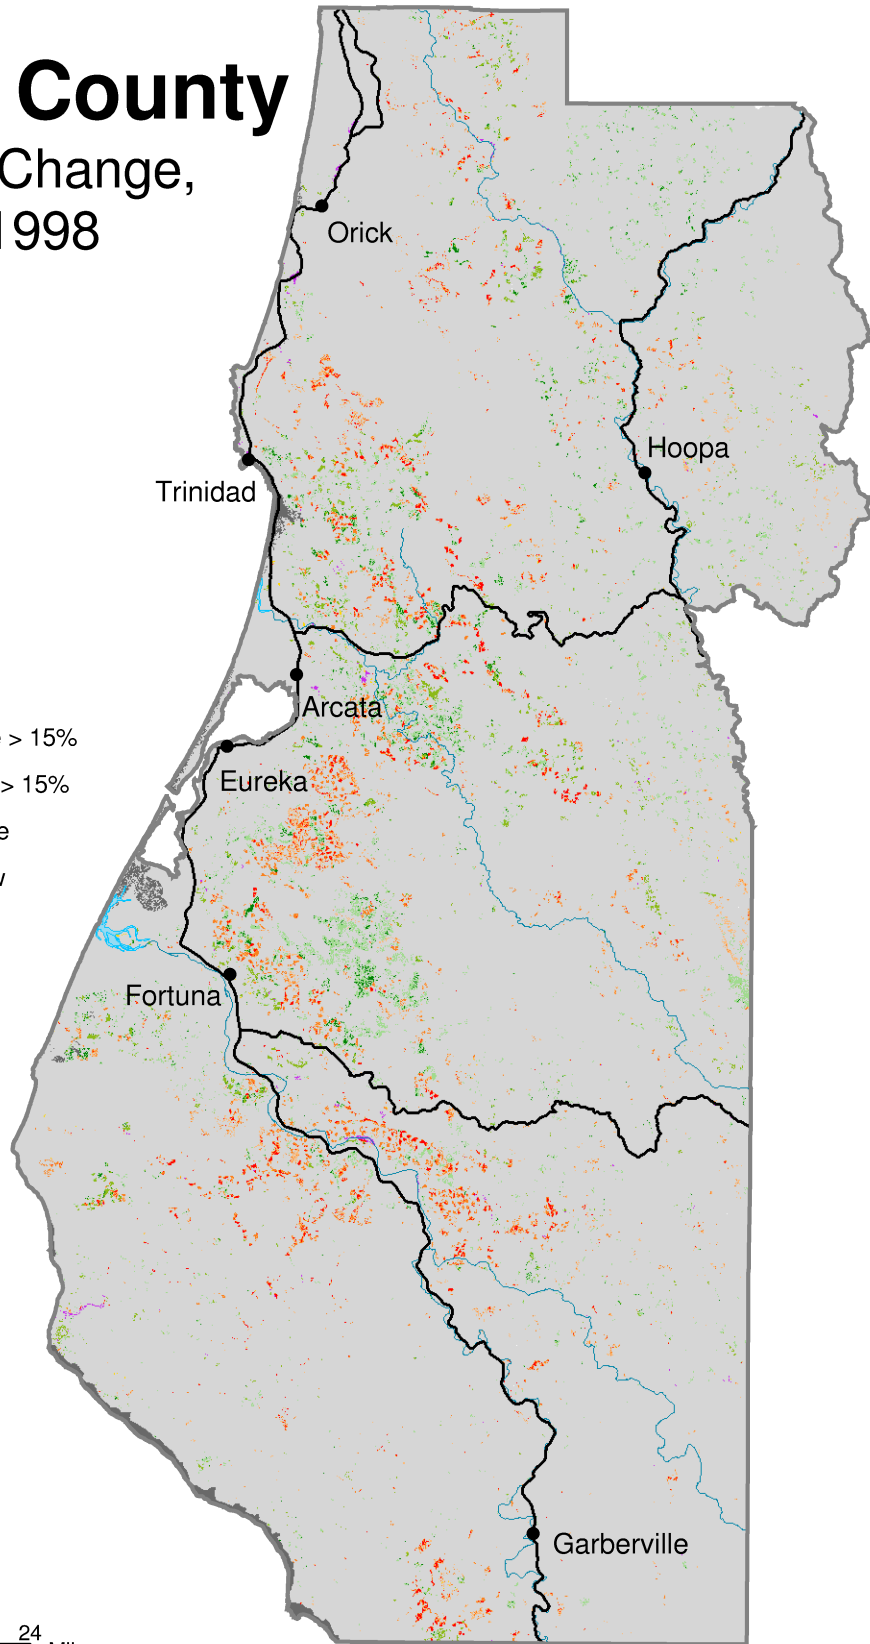 County
Change,
1998
Orick
Hoopa
Trinidad
Arcata
> 15%
Eureka
> 15%
Fortuna
Garberville
24